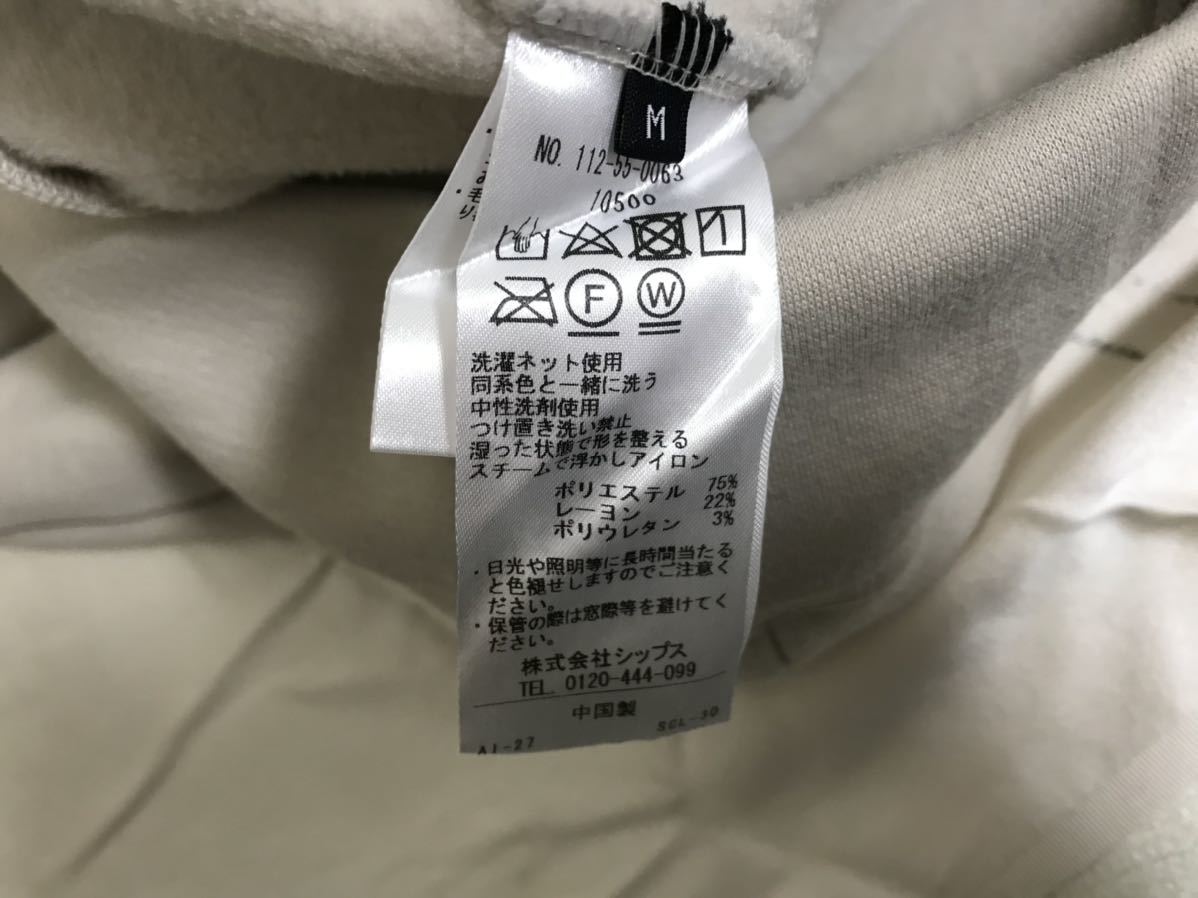 M
NO. 112-55-0063
10500
F
W
洗濯ネット使用
同系色と一緒に洗う
中性洗剤使用
つけ置き洗い禁止
湿った状態で形を整える
スチームで浮かしアイロン
ポリエステル 75%
レーヨン 22%
ポリウレタン 3%
・日光や照明等に長時間当たる
と色褪せしますのでご注意く
ださい。
・保管の際は窓際等を避けてく
ださい。
株式会社シップス
TEL. 0120-444-099
中国製
AI-27 SCL-30